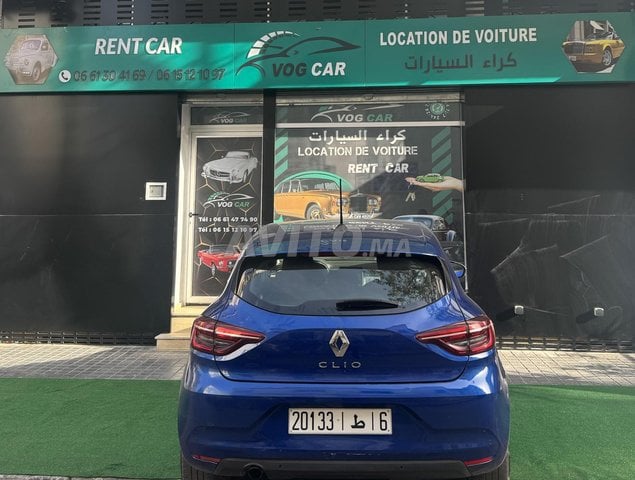 RENT CAR
06 61 30 41 69 / 06 15 12 10 97
VOG CAR
LOCATION DE VOITURE
كراء السيارات
VOG CAR
كراء السيارات
LOCATION DE VOITURE
RENT CAR
VOG CAR
Tél : 06 61 47 74 90
06 15 12 10 97
AVITO.MA
CLIO
20133 | ط | 6